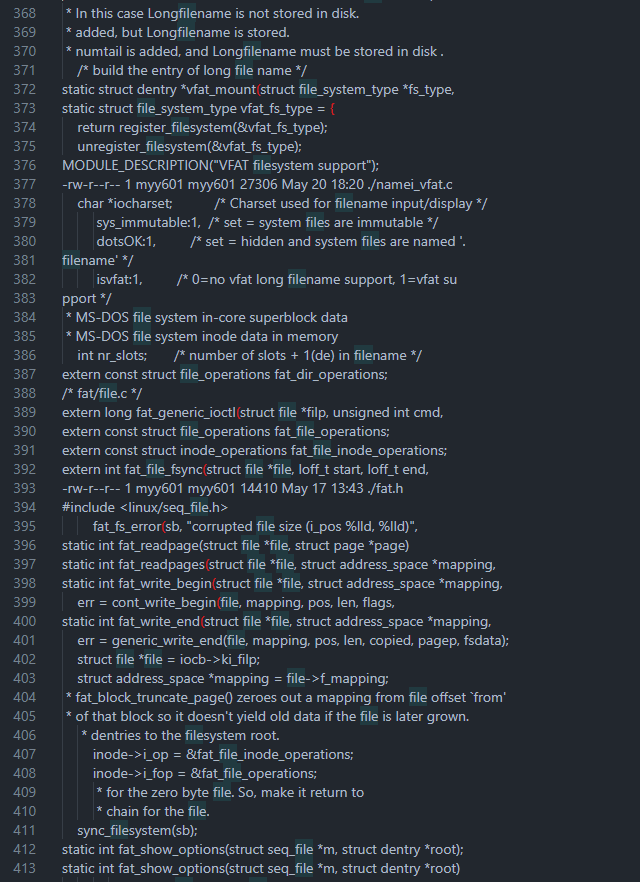 368 * In this case Longfilename is not stored in disk.
369 * added, but Longfilename is stored.
370 * numtail is added, and Longfilename must be stored in disk .
371 /* build the entry of long file name */
372 static struct dentry *vfat_mount(struct file_system_type *fs_type,
373 static struct file_system_type vfat_fs_type = {
374 return register_filesystem(&vfat_fs_type);
375 unregister_filesystem(&vfat_fs_type);
376 MODULE_DESCRIPTION("VFAT filesystem support");
377 -rw-r--r-- 1 myy601 myy601 27306 May 20 18:20 ./namei_vfat.c
378 char *iocharset; /* Charset used for filename input/display */
379 sys_immutable:1, /* set = system files are immutable */
380 dotsOK:1, /* set = hidden and system files are named '.
381 filename' */
382 isvfat:1, /* 0=no vfat long filename support, 1=vfat su
383 pport */
384 * MS-DOS file system in-core superblock data
385 * MS-DOS file system inode data in memory
386 int nr_slots; /* number of slots + 1(de) in filename */
387 extern const struct file_operations fat_dir_operations;
388 /* fat/file.c */
389 extern long fat_generic_ioctl(struct file *filp, unsigned int cmd,
390 extern const struct file_operations fat_file_operations;
391 extern const struct inode_operations fat_file_inode_operations;
392 extern int fat_file_fsync(struct file *file, loff_t start, loff_t end,
393 -rw-r--r-- 1 myy601 myy601 14410 May 17 13:43 ./fat.h
394 #include <linux/seq_file.h>
395 fat_fs_error(sb, "corrupted file size (i_pos %lld, %lld)",
396 static int fat_readpage(struct file *file, struct page *page)
397 static int fat_readpages(struct file *file, struct address_space *mapping,
398 static int fat_write_begin(struct file *file, struct address_space *mapping,
399 err = cont_write_begin(file, mapping, pos, len, flags,
400 static int fat_write_end(struct file *file, struct address_space *mapping,
401 err = generic_write_end(file, mapping, pos, len, copied, pagep, fsdata);
402 struct file *file = iocb->ki_filp;
403 struct address_space *mapping = file->f_mapping;
404 * fat_block_truncate_page() zeroes out a mapping from file offset `from'
405 * of that block so it doesn't yield old data if the file is later grown.
406 * dentries to the filesystem root.
407 inode->i_op = &fat_file_inode_operations;
408 inode->i_fop = &fat_file_operations;
409 * for the zero byte file. So, make it return to
410 * chain for the file.
411 sync_filesystem(sb);
412 static int fat_show_options(struct seq_file *m, struct dentry *root);
413 static int fat_show_options(struct seq_file *m, struct dentry *root)